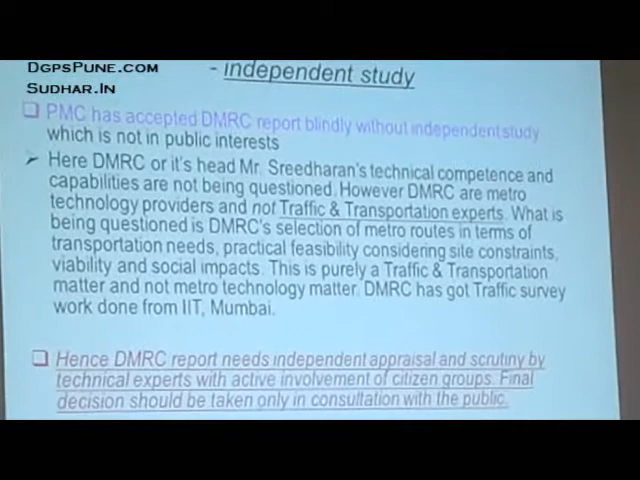 DGPSPUNE.COM
SUDHAR.IN
- independent study
PMC has accepted DMRC report blindly without independent study
which is not in public interests
Here DMRC or it's head Mr. Sreedharan's technical competence and
capabilities are not being questioned. However DMRC are metro
technology providers and not Traffic & Transportation experts. What is
being questioned is DMRC's selection of metro routes in terms of
transportation needs, practical feasibility considering site constraints,
viability and social impacts. This is purely a Traffic & Transportation
matter and not metro technology matter. DMRC has got Traffic survey
work done from IIT, Mumbai.
Hence DMRC report needs independent appraisal and scrutiny by
technical experts with active involvement of citizen groups. Final
decision should be taken only in consultation with the public.